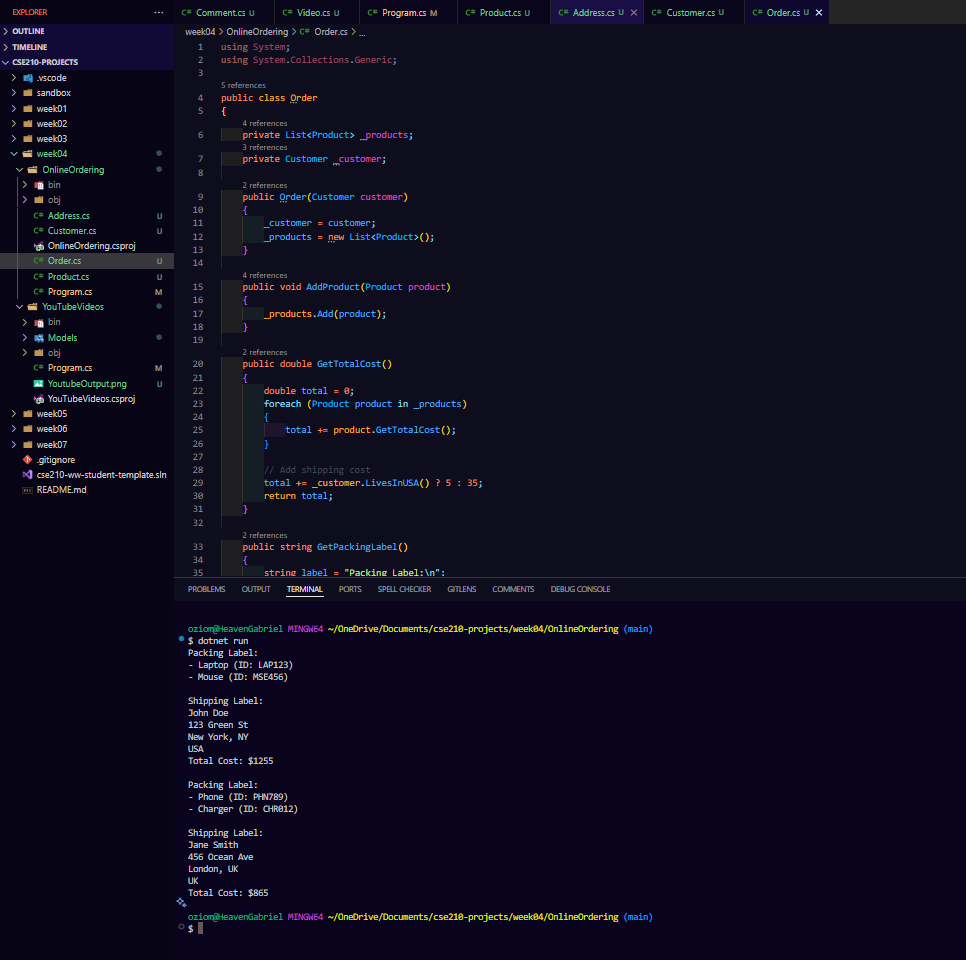 EXPLORER ...
OUTLINE
TIMELINE
CSE210-PROJECTS
.vscode
sandbox
week01
week02
week03
week04
OnlineOrdering
bin
obj
C# Address.cs U
C# Customer.cs U
OnlineOrdering.csproj
C# Order.cs U
C# Product.cs U
C# Program.cs M
YouTubeVideos
bin
Models
obj
C# Program.cs M
YoutubeOutput.png U
YouTubeVideos.csproj
week05
week06
week07
.gitignore
cse210-ww-student-template.sln
README.md
C# Comment.cs U C# Video.cs U C# Program.cs M C# Product.cs U C# Address.cs U C# Customer.cs U C# Order.cs U
week04 > OnlineOrdering > C# Order.cs > ...
1 using System;
2 using System.Collections.Generic;
3
5 references
4 public class Order
5 {
4 references
6 private List<Product> _products;
3 references
7 private Customer _customer;
8
2 references
9 public Order(Customer customer)
10 {
11 _customer = customer;
12 _products = new List<Product>();
13 }
14
4 references
15 public void AddProduct(Product product)
16 {
17 _products.Add(product);
18 }
19
2 references
20 public double GetTotalCost()
21 {
22 double total = 0;
23 foreach (Product product in _products)
24 {
25 total += product.GetTotalCost();
26 }
27
28 // Add shipping cost
29 total += _customer.LivesInUSA() ? 5 : 35;
30 return total;
31 }
32
2 references
33 public string GetPackingLabel()
34 {
35 string label = "Packing Label:\n";
PROBLEMS OUTPUT TERMINAL PORTS SPELL CHECKER GITLENS COMMENTS DEBUG CONSOLE
oziom@HeavenGabriel MINGW64 ~/OneDrive/Documents/cse210-projects/week04/OnlineOrdering (main)
$ dotnet run
Packing Label:
- Laptop (ID: LAP123)
- Mouse (ID: MSE456)
Shipping Label:
John Doe
123 Green St
New York, NY
USA
Total Cost: $1255
Packing Label:
- Phone (ID: PHN789)
- Charger (ID: CHR012)
Shipping Label:
Jane Smith
456 Ocean Ave
London, UK
UK
Total Cost: $865
oziom@HeavenGabriel MINGW64 ~/OneDrive/Documents/cse210-projects/week04/OnlineOrdering (main)
$